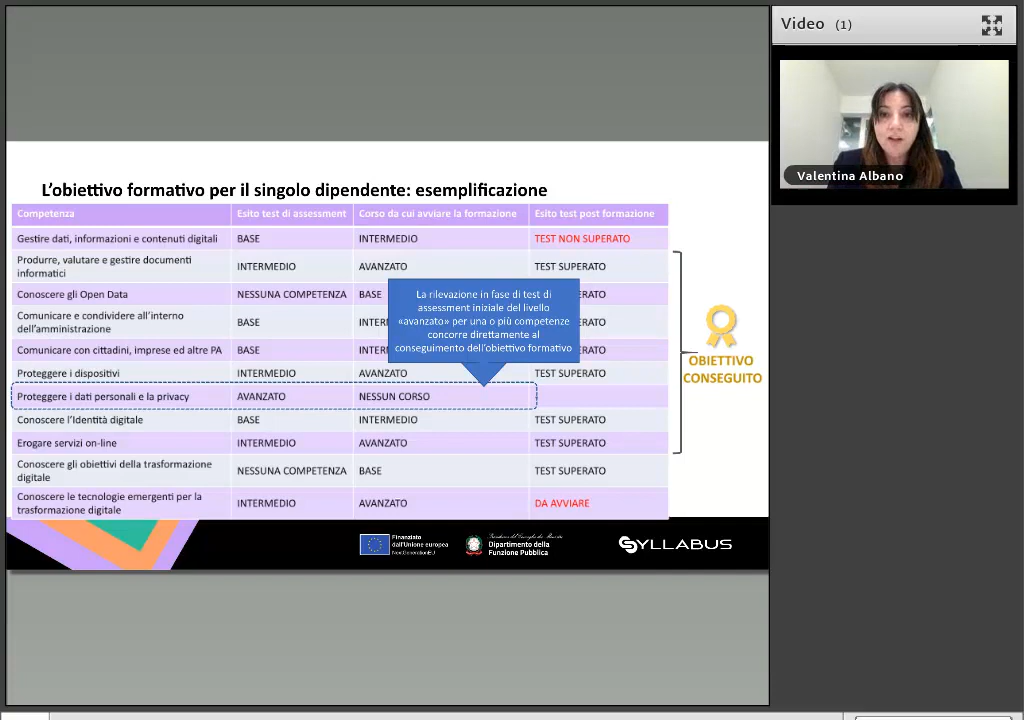 Video (1)
Valentina Albano
L'obiettivo formativo per il singolo dipendente: esemplificazione
Competenza Esito test di assessment Corso da cui avviare la formazione Esito test post formazione
Gestire dati, informazioni e contenuti digitali BASE INTERMEDIO TEST NON SUPERATO
Produrre, valutare e gestire documenti
informatici INTERMEDIO AVANZATO TEST SUPERATO
Conoscere gli Open Data NESSUNA COMPETENZA BASE ERATO
Comunicare e condividere all'interno
dell'amministrazione BASE INTER ERATO
Comunicare con cittadini, imprese ed altre PA BASE INTER ERATO
Proteggere i dispositivi INTERMEDIO AVANZATO TEST SUPERATO
Proteggere i dati personali e la privacy AVANZATO NESSUN CORSO
Conoscere l'Identità digitale BASE INTERMEDIO TEST SUPERATO
Erogare servizi on-line INTERMEDIO AVANZATO TEST SUPERATO
Conoscere gli obiettivi della trasformazione
digitale NESSUNA COMPETENZA BASE TEST SUPERATO
Conoscere le tecnologie emergenti per la
trasformazione digitale INTERMEDIO AVANZATO DA AVVIARE
La rilevazione in fase di test di
assessment iniziale del livello
«avanzato» per una o più competenze
concorre direttamente al
conseguimento dell'obiettivo formativo
OBIETTIVO
CONSEGUITO
Finanziato
dall'Unione europea
NextGenerationEU
Dipartimento della
Funzione Pubblica
SYLLABUS